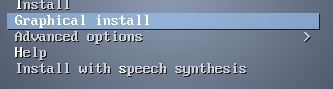 Install
Graphical install
Advanced options >
Help
Install with speech synthesis